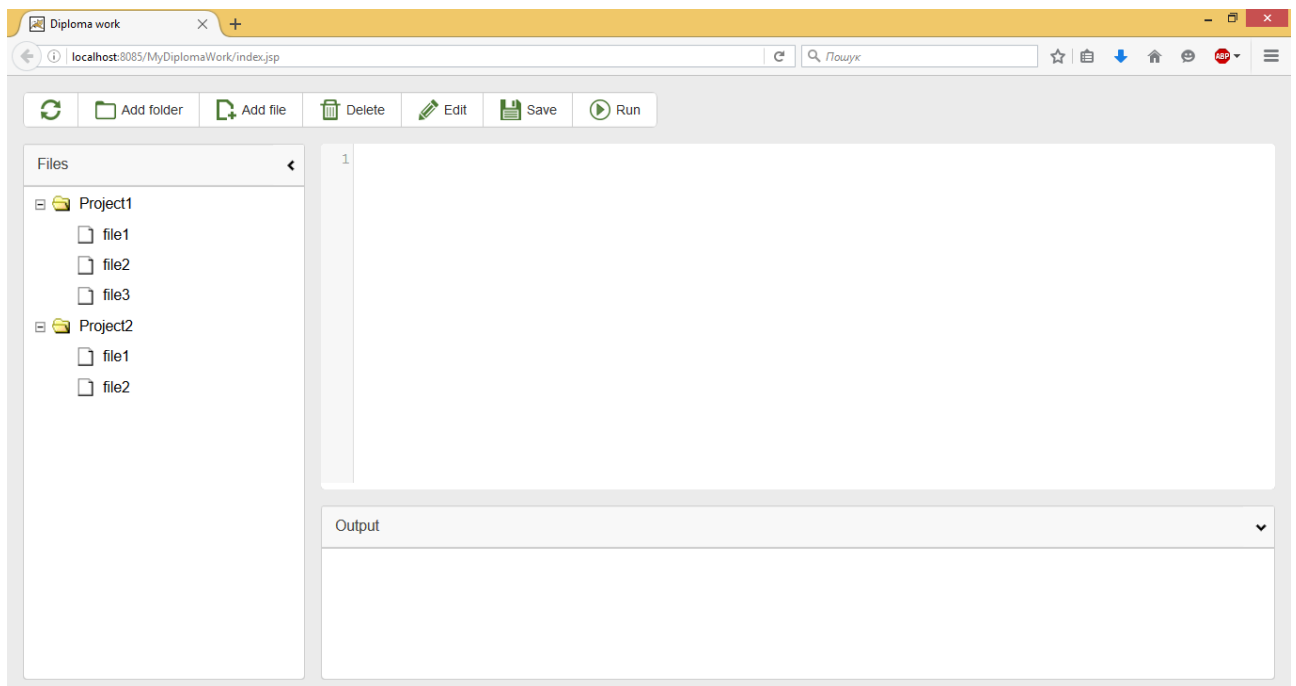 Diploma work
localhost:8085/MyDiplomaWork/index.jsp
Пошук
ABP
Add folder Add file Delete Edit Save Run
Files
Project1
file1
file2
file3
Project2
file1
file2
1
Output